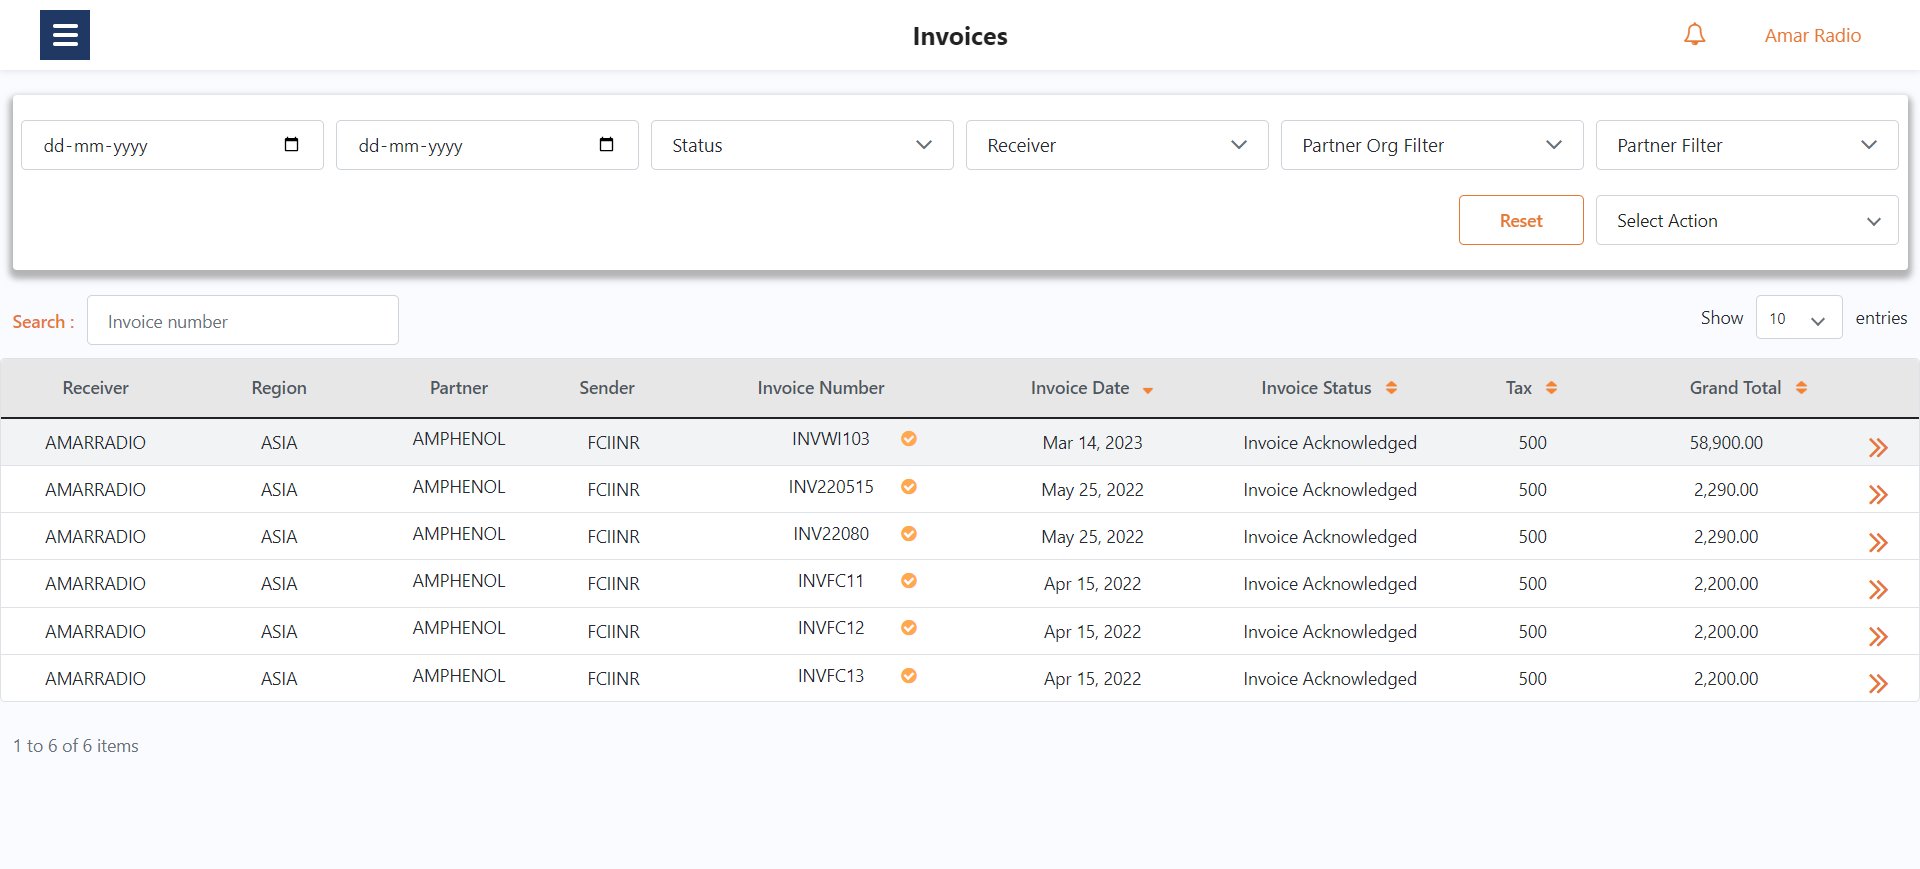 Invoices
Amar Radio
dd-mm-yyyy dd-mm-yyyy Status Receiver Partner Org Filter Partner Filter
Reset Select Action
Search : Invoice number Show 10 entries
Receiver Region Partner Sender Invoice Number Invoice Date Invoice Status Tax Grand Total
AMARRADIO ASIA AMPHENOL FCIINR INVWI103 Mar 14, 2023 Invoice Acknowledged 500 58,900.00
AMARRADIO ASIA AMPHENOL FCIINR INV220515 May 25, 2022 Invoice Acknowledged 500 2,290.00
AMARRADIO ASIA AMPHENOL FCIINR INV22080 May 25, 2022 Invoice Acknowledged 500 2,290.00
AMARRADIO ASIA AMPHENOL FCIINR INVFC11 Apr 15, 2022 Invoice Acknowledged 500 2,200.00
AMARRADIO ASIA AMPHENOL FCIINR INVFC12 Apr 15, 2022 Invoice Acknowledged 500 2,200.00
AMARRADIO ASIA AMPHENOL FCIINR INVFC13 Apr 15, 2022 Invoice Acknowledged 500 2,200.00
1 to 6 of 6 items